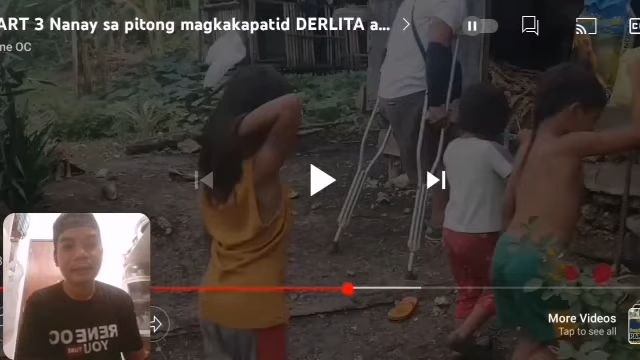 ART 3 Nanay sa pitong magkakapatid DERLITA a...
ne OC
More Videos
Tap to see all
RENE OC
YOU